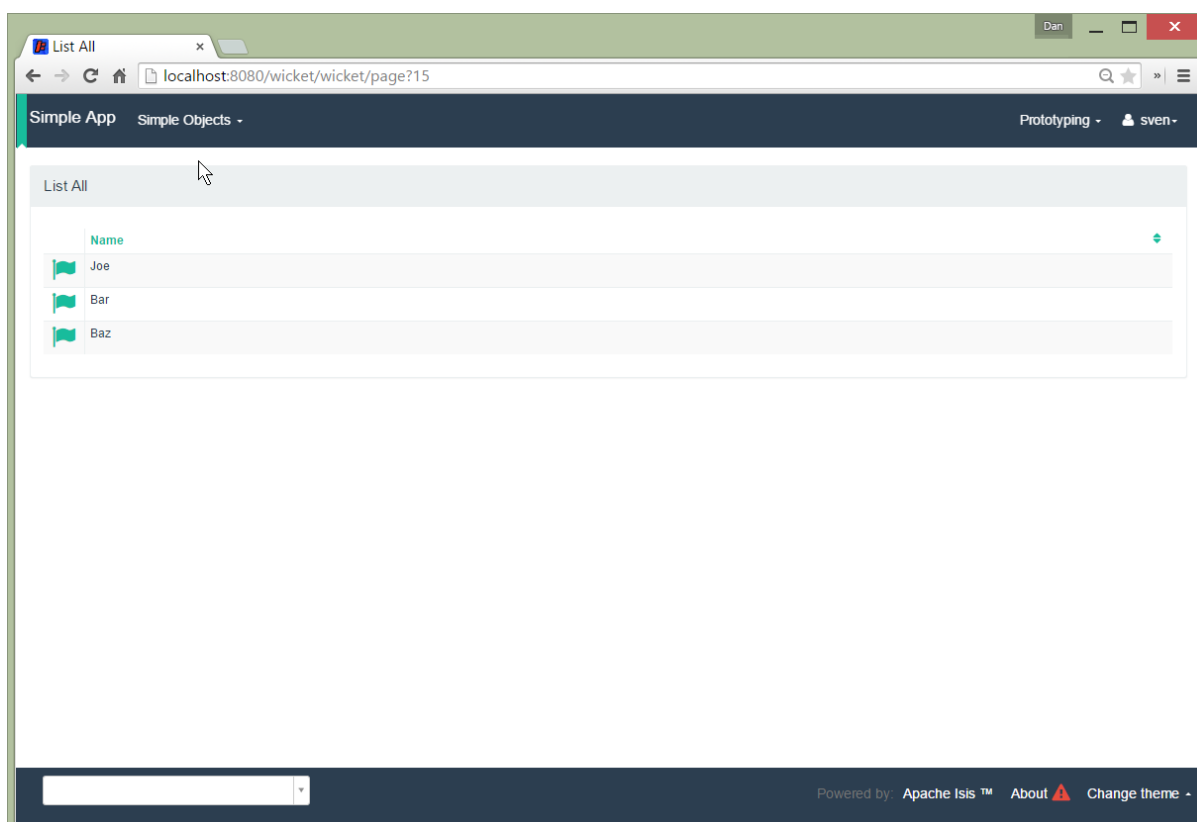 Dan
List All
localhost:8080/wicket/wicket/page?15
Simple App Simple Objects Prototyping sven
List All
Name
Joe
Bar
Baz
Powered by: Apache Isis ™ About Change theme